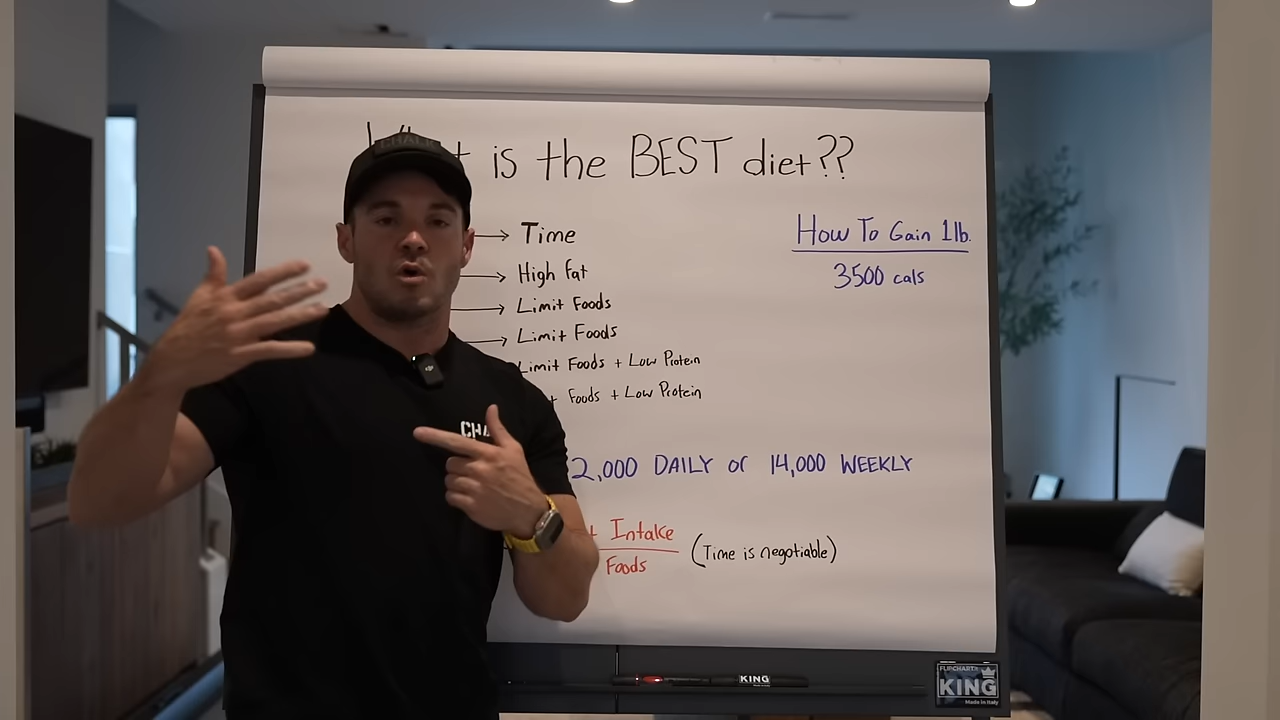 is the BEST diet??
→ Time
→ High Fat
→ Limit Foods
→ Limit Foods
Limit Foods + Low Protein
Foods + Low Protein
How To Gain 1lb.
3500 cals
2,000 DAILY or 14,000 WEEKLY
Intake
Foods
(Time is negotiable)
CHALK
CHA
KING
FLIPCHART
KING
Made in Italy